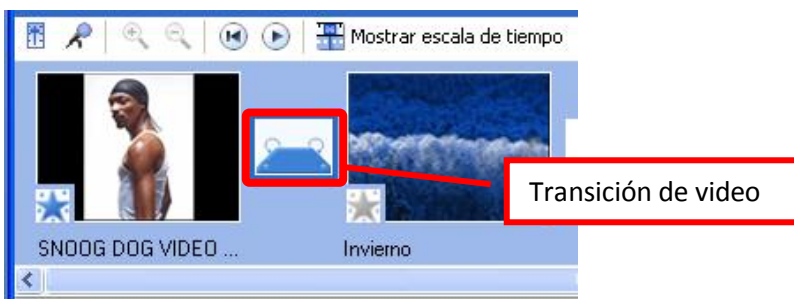 Mostrar escala de tiempo
Transición de video
SNOOG DOG VIDEO ...
Invierno